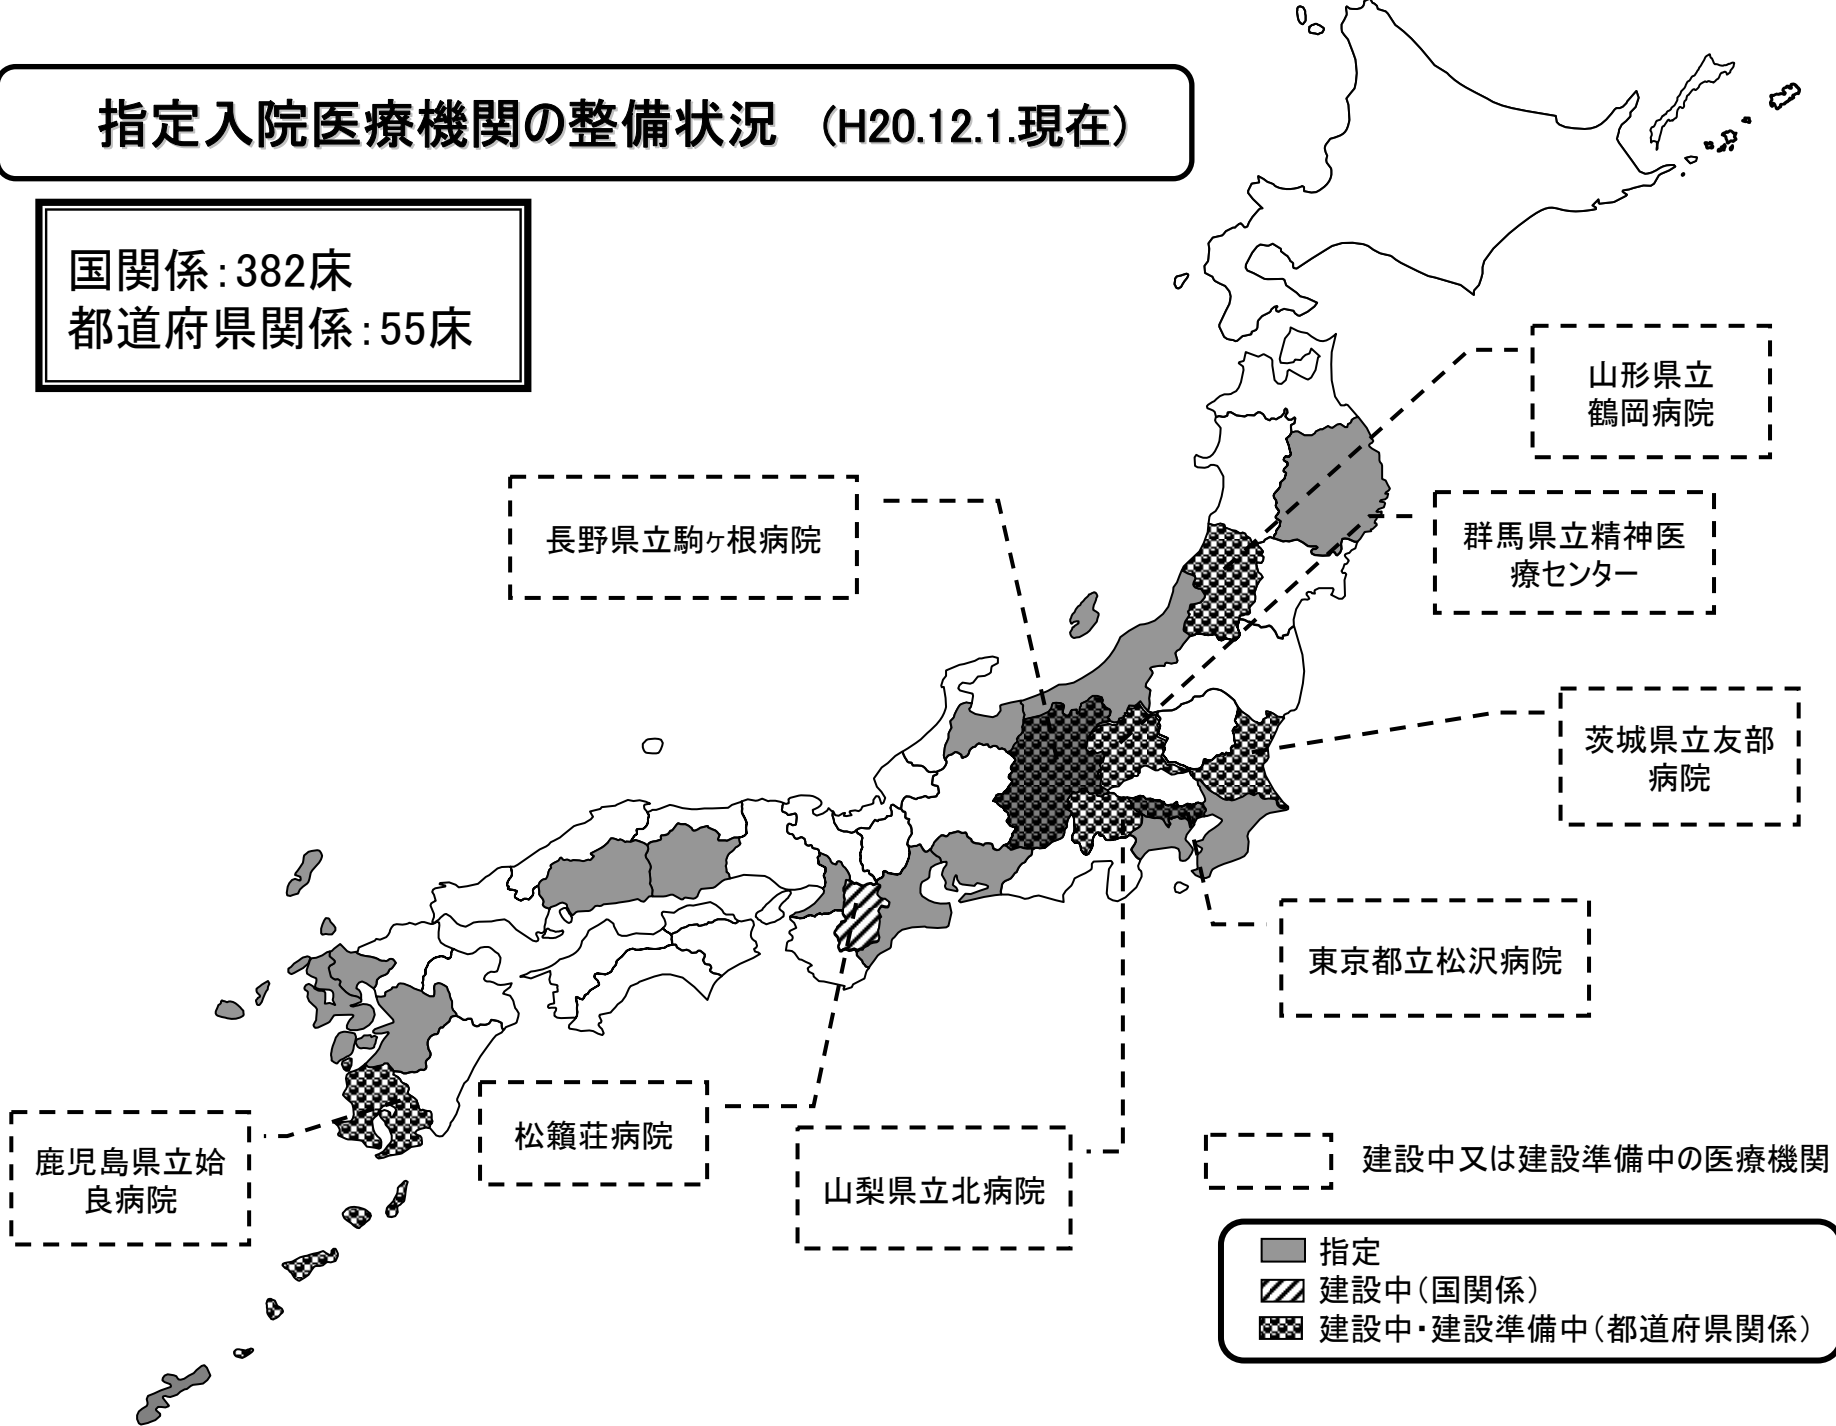 指定入院医療機関の整備状況 (H20.12.1.現在)
国関係:382床
都道府県関係:55床
山形県立
鶴岡病院
長野県立駒ヶ根病院
群馬県立精神医
療センター
茨城県立友部
病院
東京都立松沢病院
松籟荘病院
鹿児島県立姶
良病院
山梨県立北病院
建設中又は建設準備中の医療機関
指定
建設中(国関係)
建設中・建設準備中(都道府県関係)